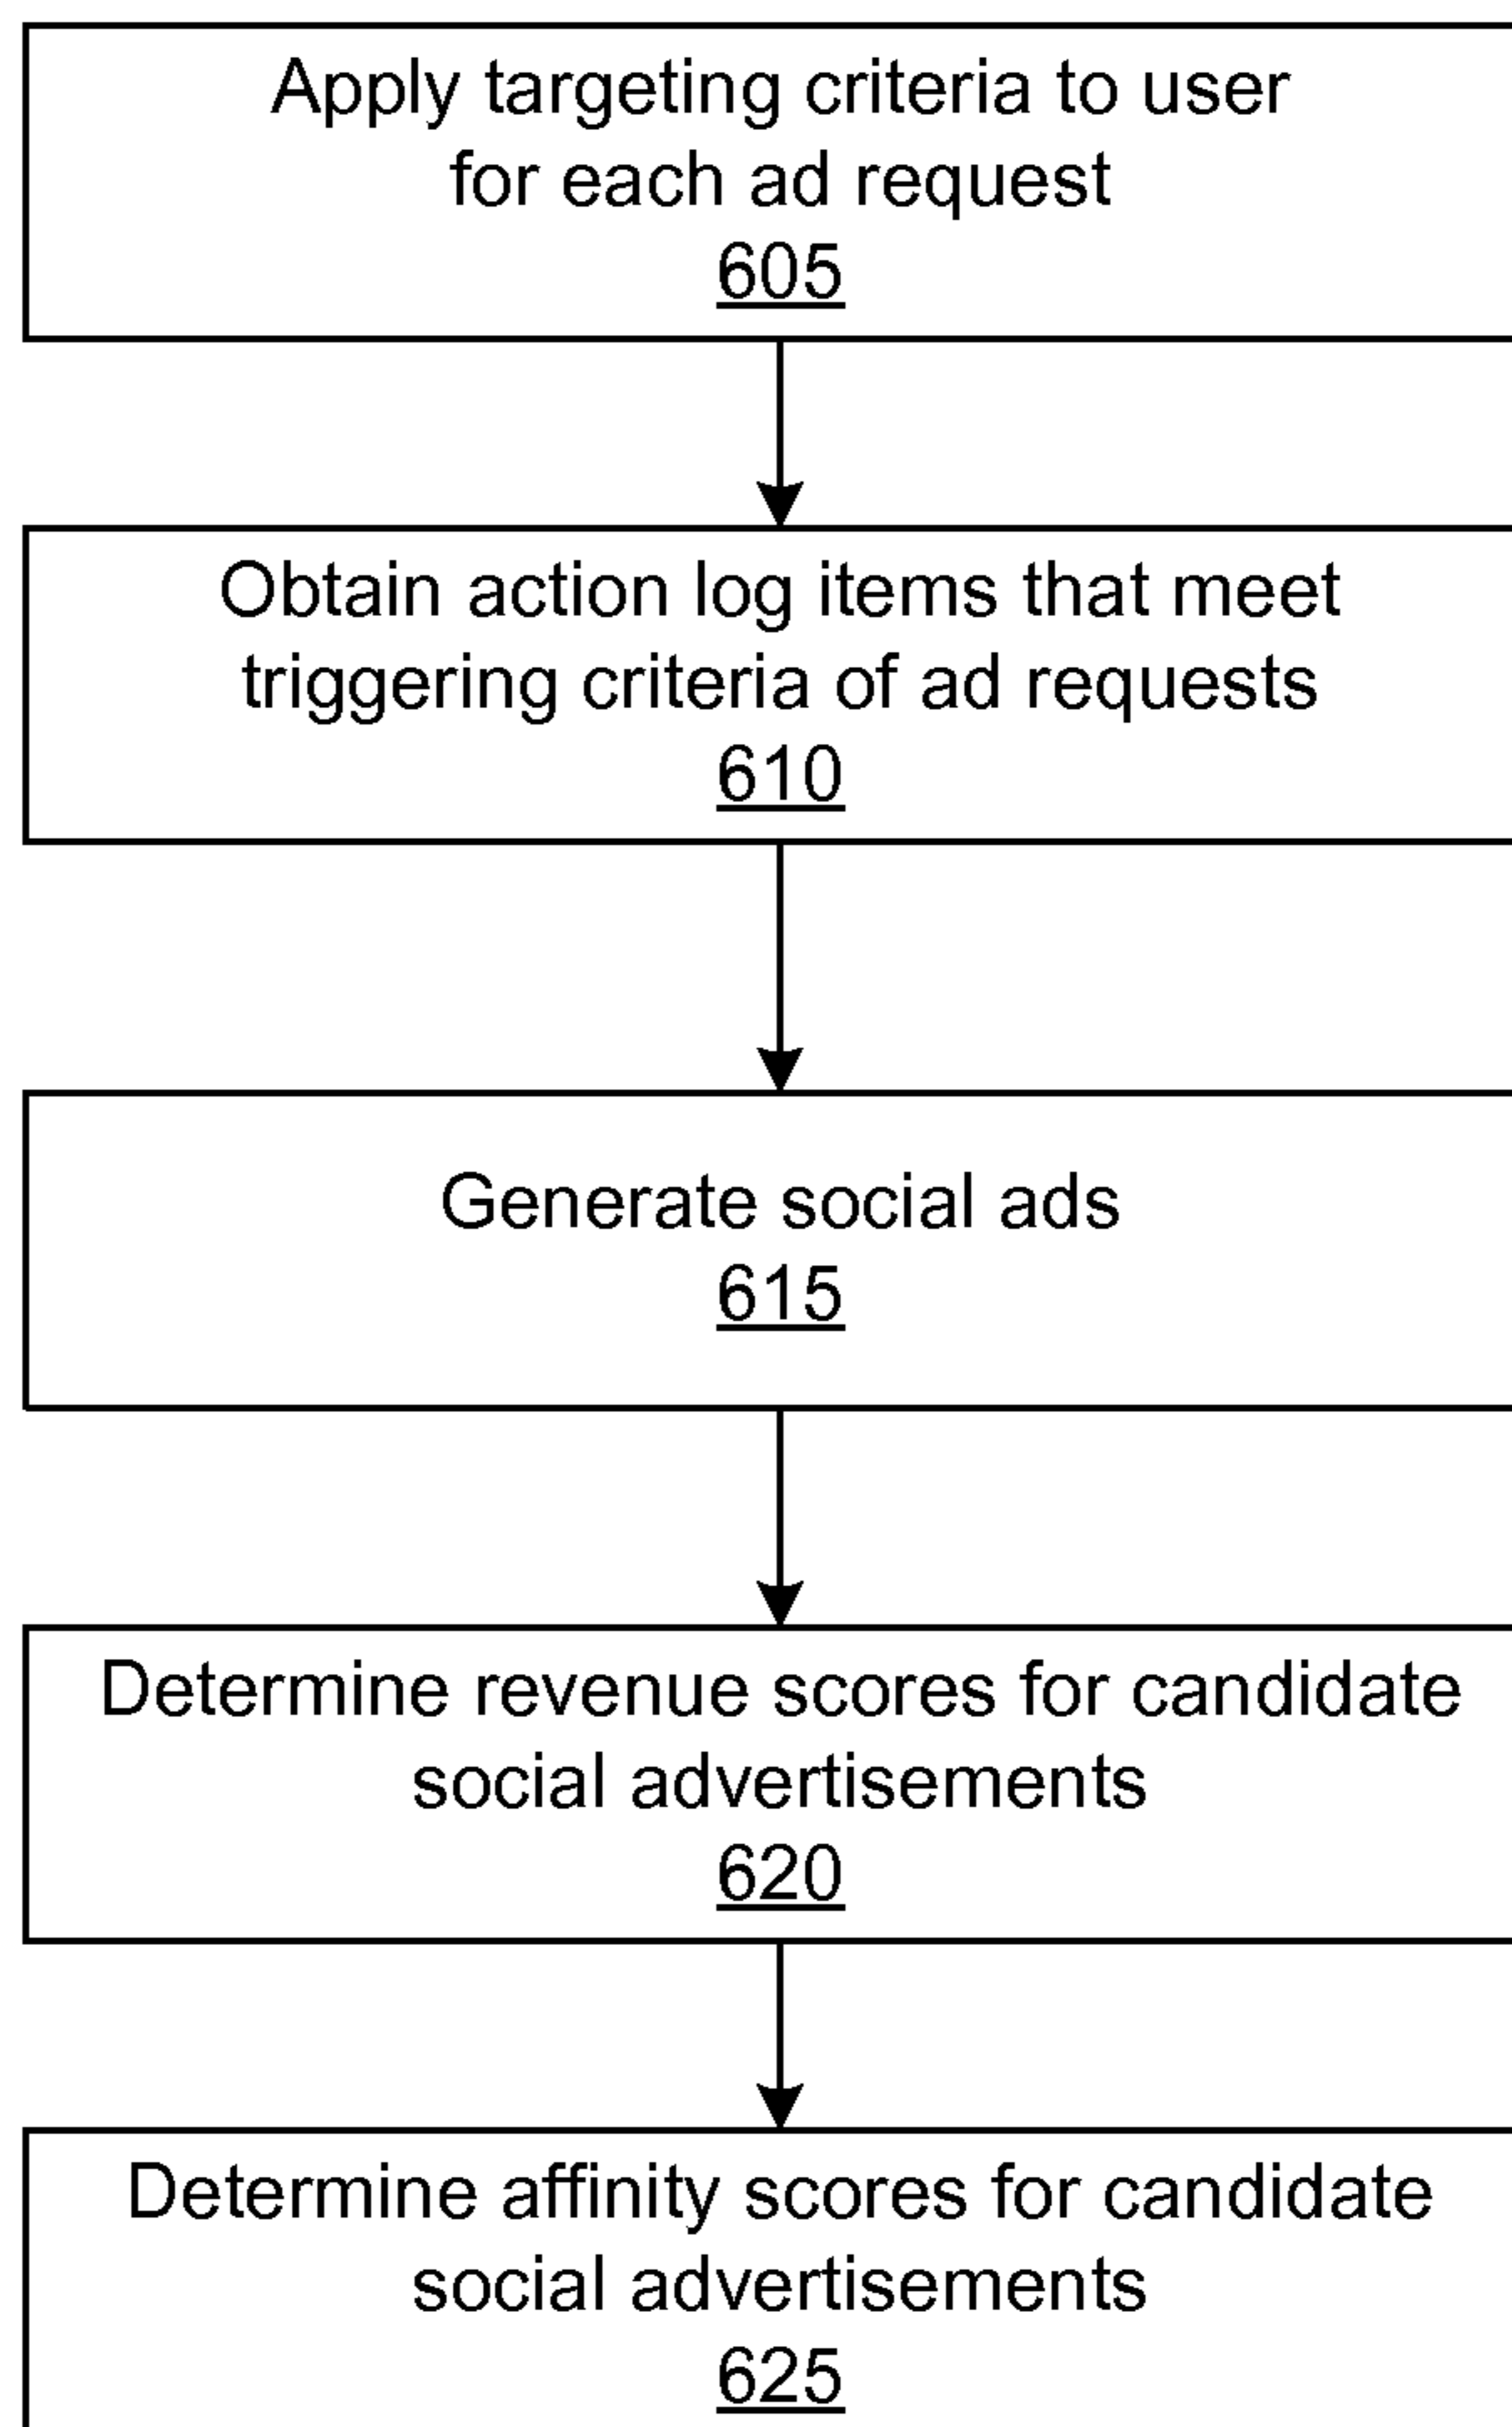 Apply targeting criteria to user
for each ad request
605
Obtain action log items that meet
triggering criteria of ad requests
610
Generate social ads
615
Determine revenue scores for candidate
social advertisements
620
Determine affinity scores for candidate
social advertisements
625